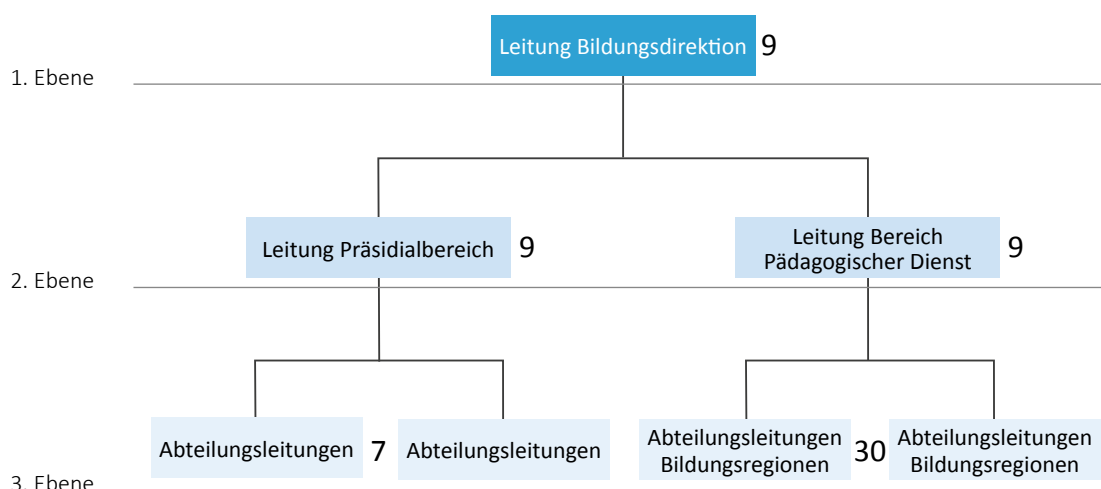 Leitung Bildungsdirektion 9
1. Ebene
Leitung Präsidialbereich 9
Leitung Bereich
Pädagogischer Dienst 9
2. Ebene
Abteilungsleitungen 7
Abteilungsleitungen
Abteilungsleitungen
Bildungsregionen 30
Abteilungsleitungen
Bildungsregionen
3. Ebene